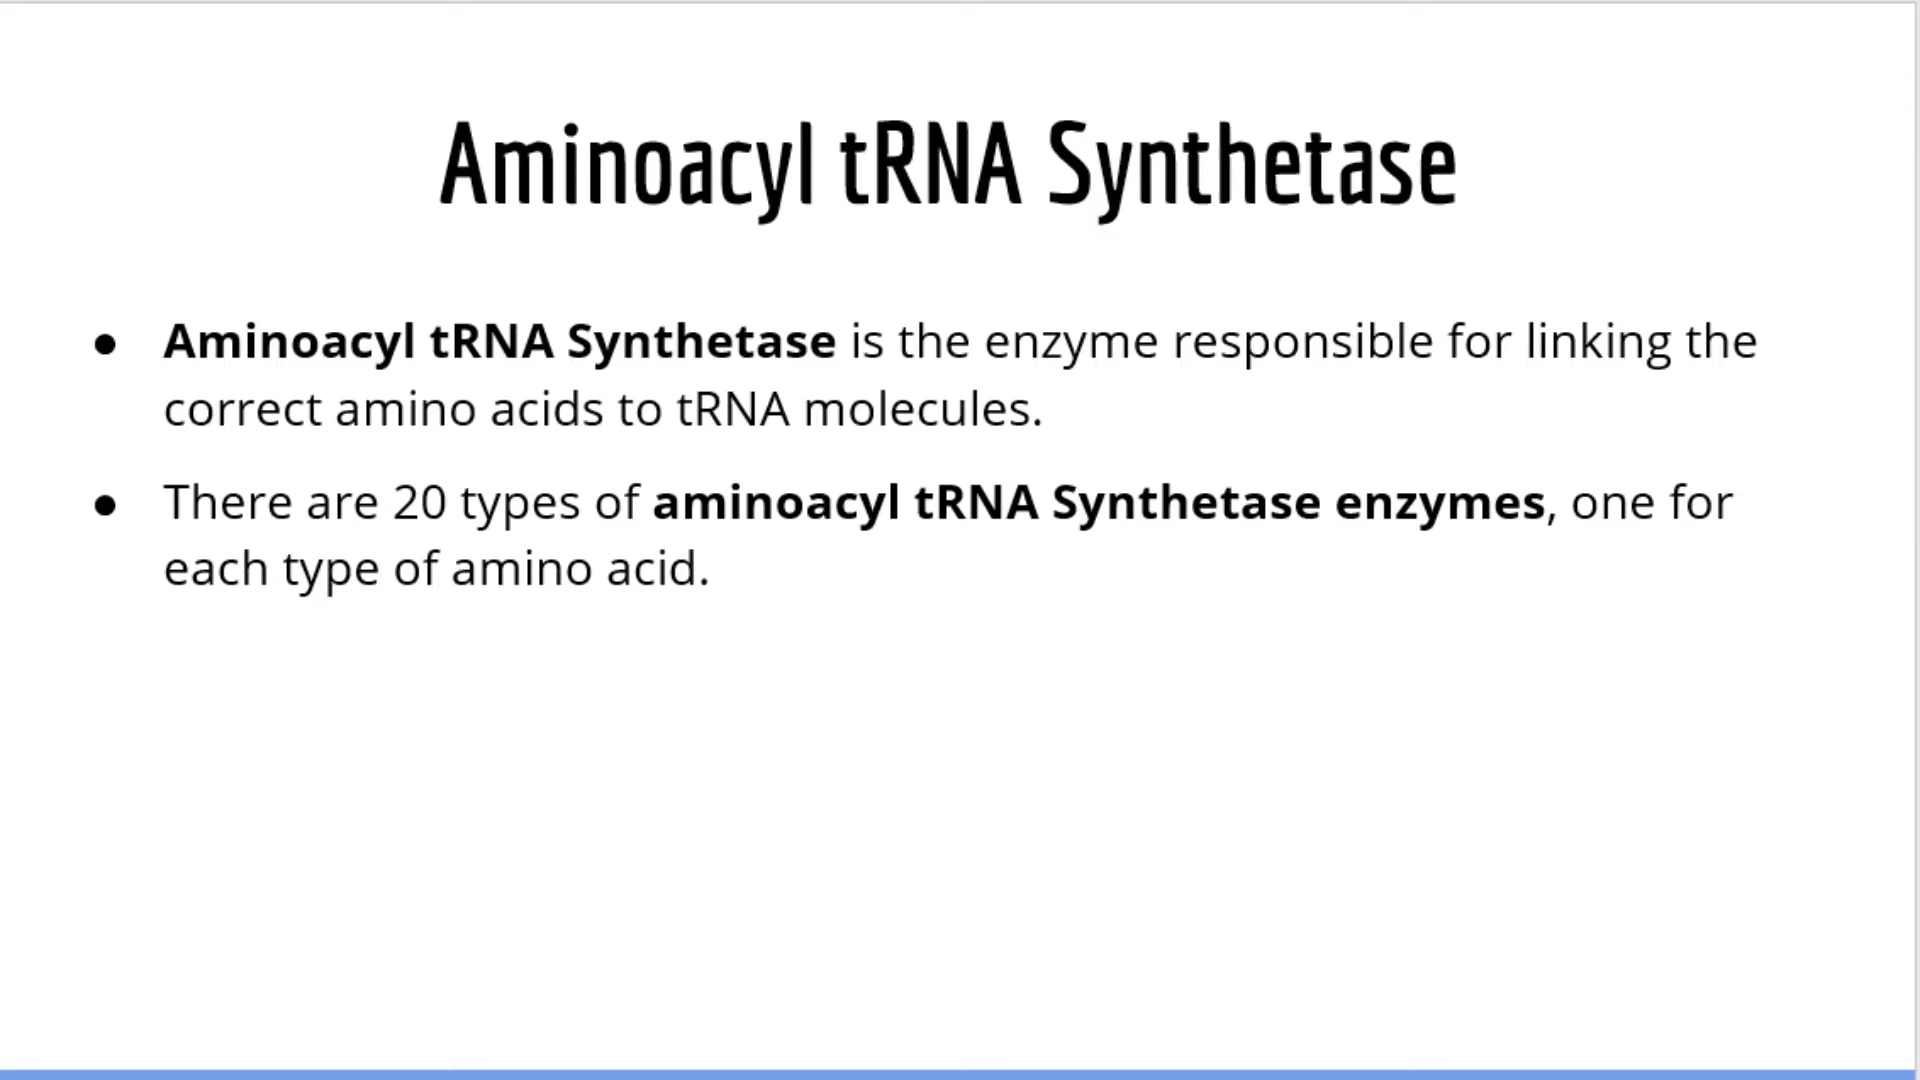 Aminoacyl tRNA Synthetase
● Aminoacyl tRNA Synthetase is the enzyme responsible for linking the
correct amino acids to tRNA molecules.
● There are 20 types of aminoacyl tRNA Synthetase enzymes, one for
each type of amino acid.